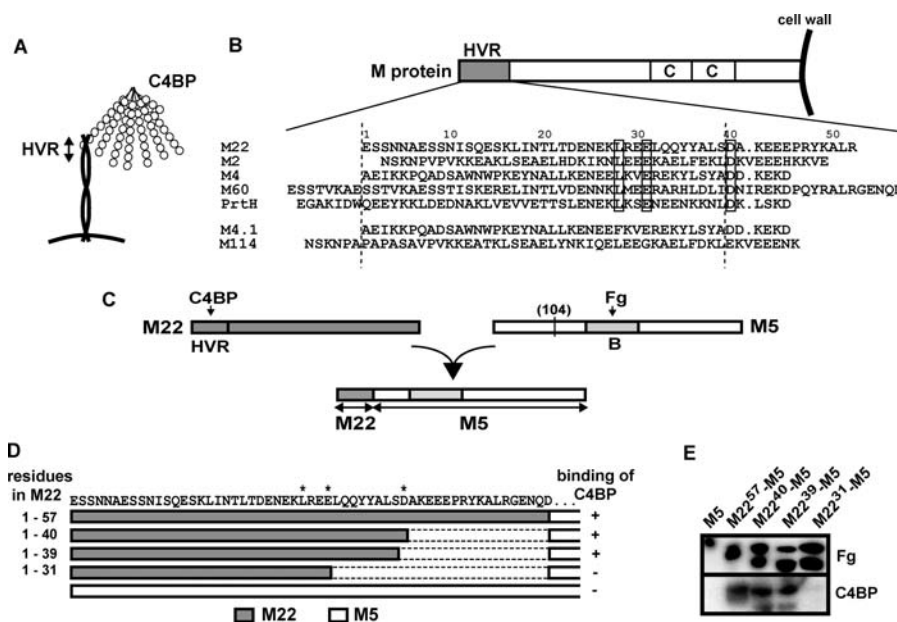 A
C4BP
HVR
B
cell wall
HVR
M protein
C C
1 10 20 30 40 50
M22 ESSNNAESSNISQESKLINTLTDENEKLREELQQYYALSDA.KEEEPRYKALR
M2 NSKNPVPVKKEAKLSEAELHDKIKNLEEEKAELFEKLDKVEEEHKKVE
M4 AEIKKPQADSAWNWPKEYNALLKENEELKVEREKYLSYADD.KEKD
M60 ESSTVKAESSTVKAESSTISKERELINTLVDENNKLMEERARHLDLIDNIREKDPQYRALRGENQD
PrtH EGAKIDWQEEYKKLDEDNAKLVEVVETTSLENEKLKSENEENKKNLDK.LSKD
M4.1 AEIKKPQADSAWNWPKEYNALLKENEEFKVEREKYLSYADD.KEKD
M114 NSKNPAPAPASAVPVKKEATKLSEAELYNKIQELEEGKAELFDKLEKVEEENK
C
C4BP
M22
HVR
(104)
Fg
M5
B
M22
M5
D
residues in M22
* * *
ESSNNAESSNISQESKLINTLTDENEKLREELQQYYALSDAKEEEPRYKALRGENQD...
binding of C4BP
1 - 57 +
1 - 40 +
1 - 39 +
1 - 31 -
-
M22 M5
E
M5
M22⁵⁷-M5
M22⁴⁰-M5
M22³⁹-M5
M22³¹-M5
Fg
C4BP